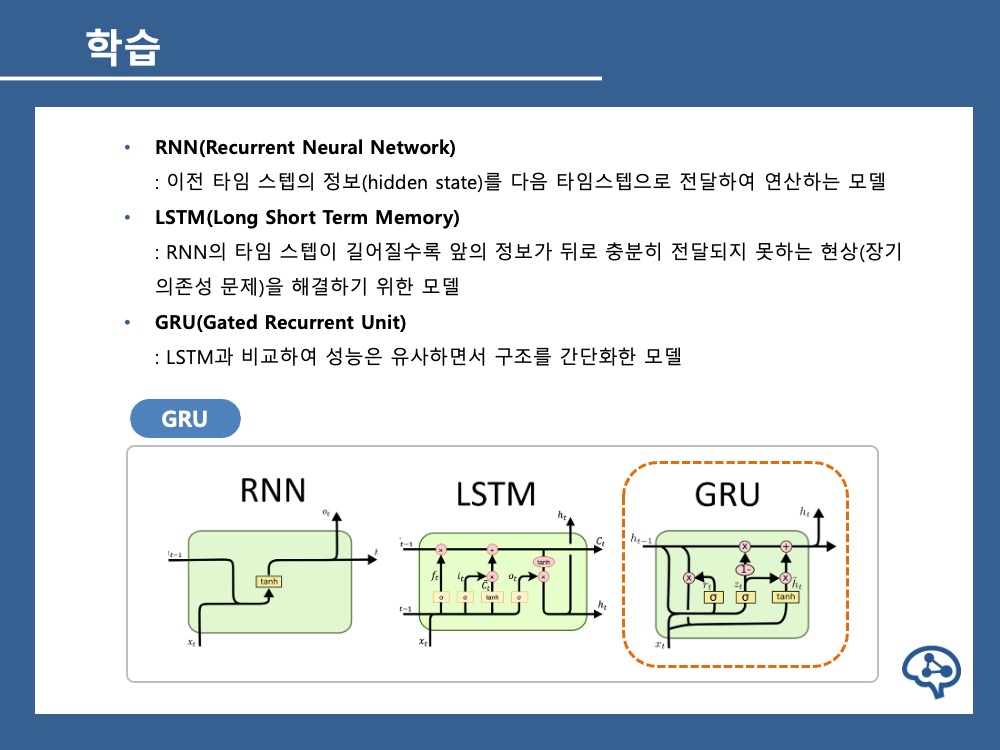 학습
• RNN(Recurrent Neural Network)
: 이전 타임 스텝의 정보(hidden state)를 다음 타임스텝으로 전달하여 연산하는 모델
• LSTM(Long Short Term Memory)
: RNN의 타임 스텝이 길어질수록 앞의 정보가 뒤로 충분히 전달되지 못하는 현상(장기
의존성 문제)을 해결하기 위한 모델
• GRU(Gated Recurrent Unit)
: LSTM과 비교하여 성능은 유사하면서 구조를 간단화한 모델
GRU
RNN
o_t
t-1
tanh
x_t
LSTM
h_t
t-1
C_t
tanh
f_t i_t C̃_t o_t
σ σ tanh σ
t-1
h_t
x_t
GRU
h_t
h_{t-1}
1-
r_t z_t h̃_t
σ σ tanh
x_t